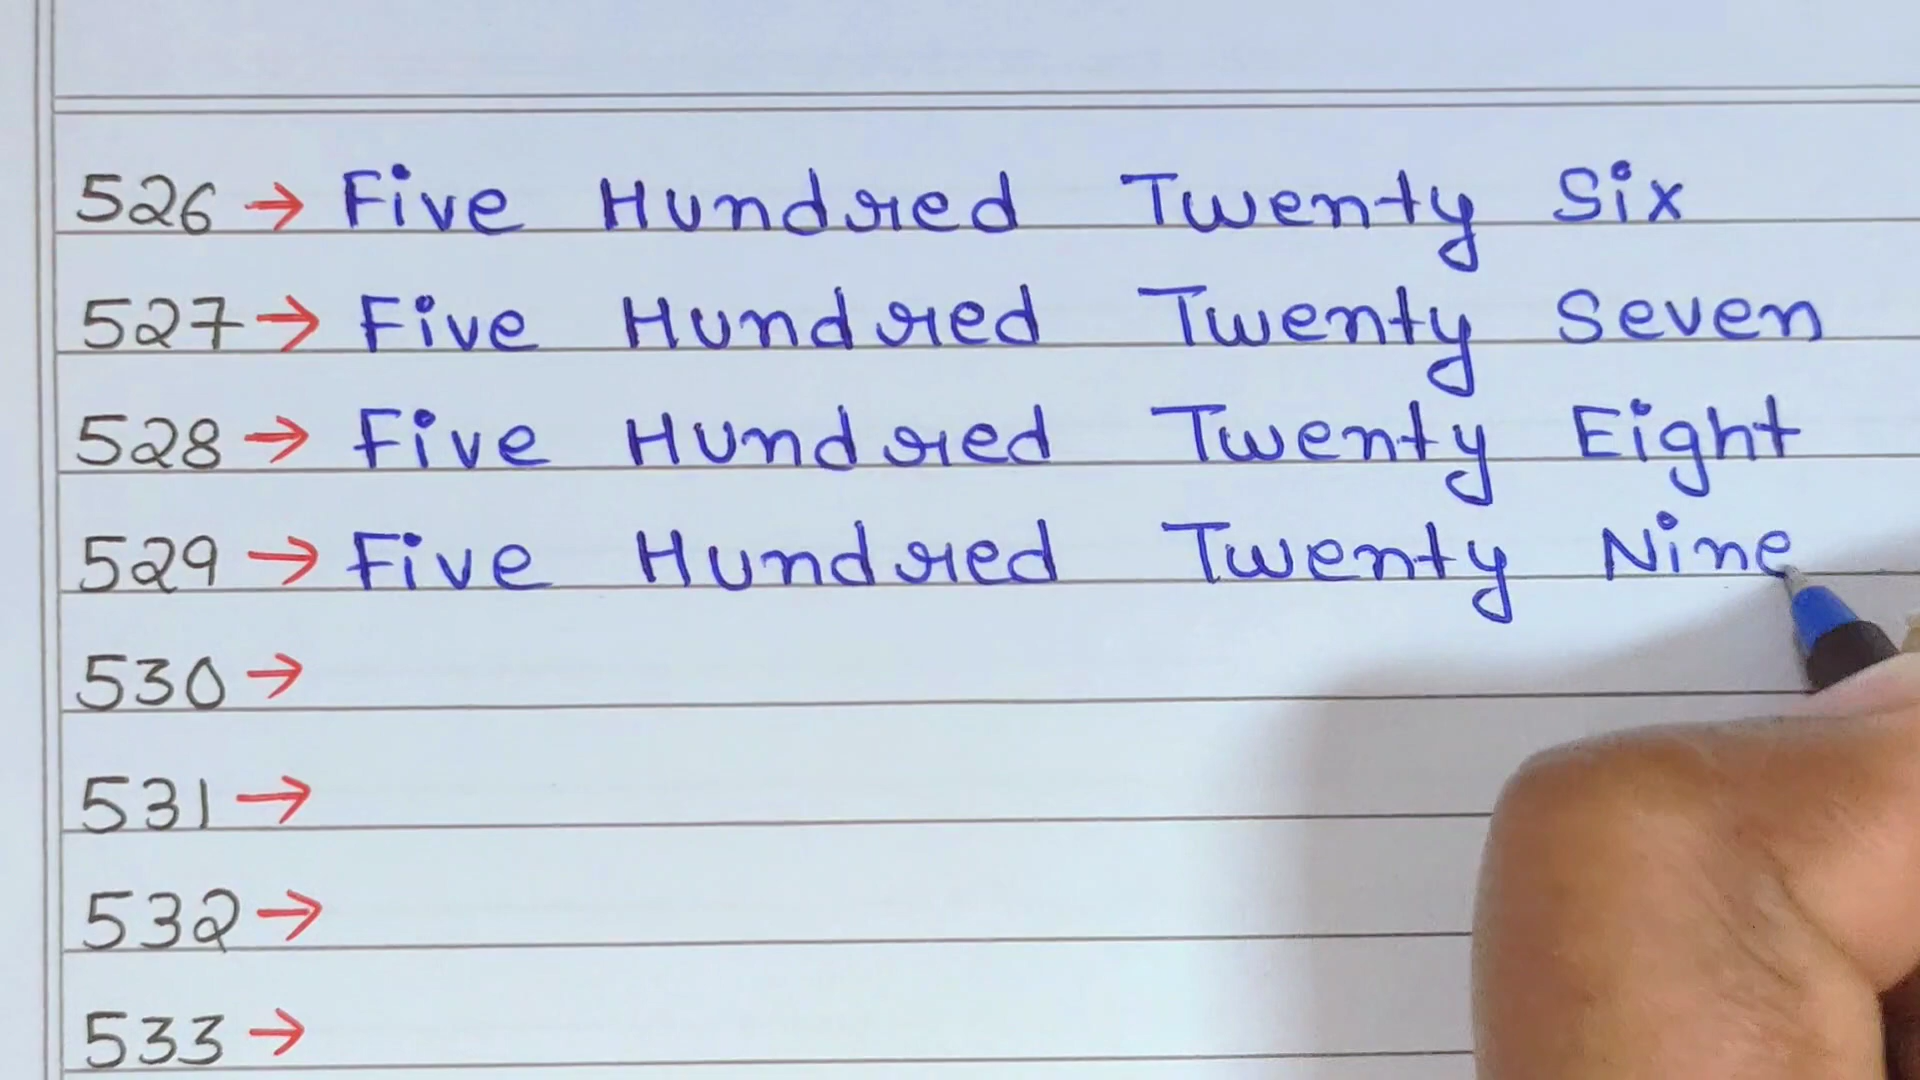 526 → Five Hundred Twenty Six
527 → Five Hundred Twenty Seven
528 → Five Hundred Twenty Eight
529 → Five Hundred Twenty Nine
530 →
531 →
532 →
533 →